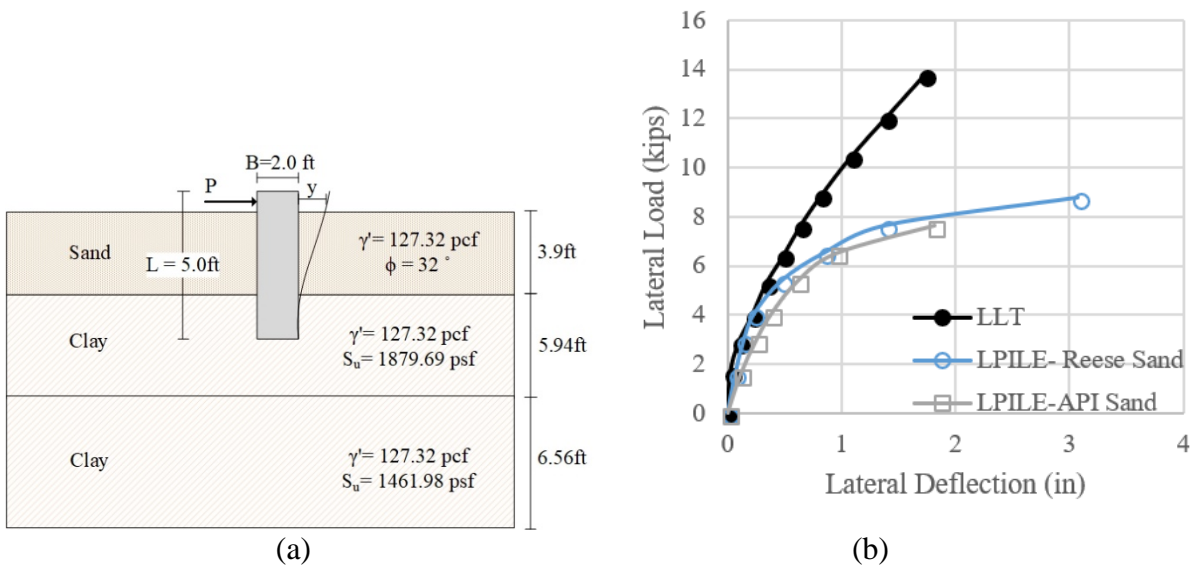 B=2.0 ft
P
y
Sand
L = 5.0ft
γ'= 127.32 pcf
ϕ = 32 °
3.9ft
Clay
γ'= 127.32 pcf
Sᵤ= 1879.69 psf
5.94ft
Clay
γ'= 127.32 pcf
Sᵤ= 1461.98 psf
6.56ft
(a)
Lateral Load (kips)
16
14
12
10
8
6
4
2
0
0 1 2 3 4
Lateral Deflection (in)
LLT
LPILE- Reese Sand
LPILE-API Sand
(b)